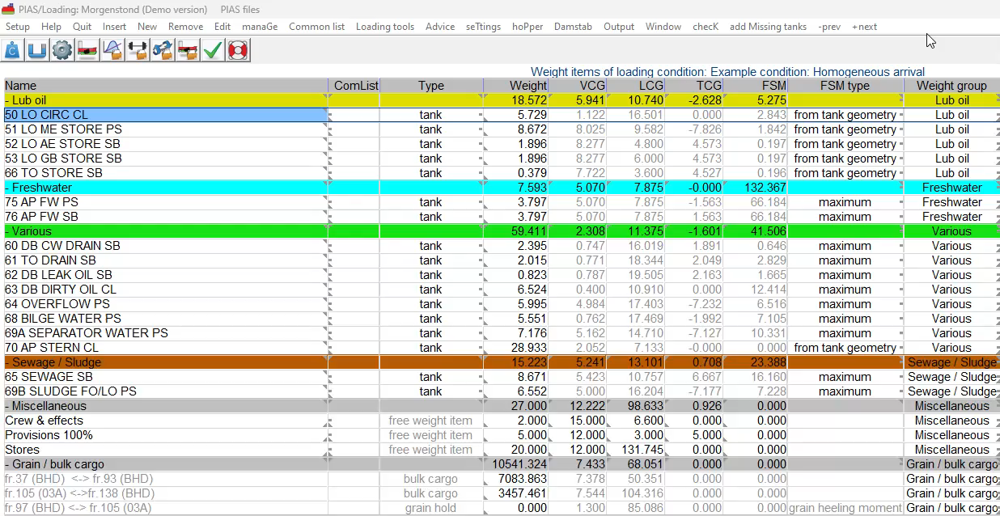 PIAS/Loading: Morgenstond (Demo version) PIAS files
Setup Help Quit Insert New Remove Edit manaGe Common list Loading tools Advice seTtings hoPper Damstab Output Window checK add Missing tanks -prev +next
Weight items of loading condition: Example condition: Homogeneous arrival
Name ComList Type Weight VCG LCG TCG FSM FSM type Weight group
- Lub oil 18.572 5.941 10.740 -2.628 5.275 Lub oil
50 LO CIRC CL tank 5.729 1.122 16.501 0.000 2.843 from tank geometry Lub oil
51 LO ME STORE PS tank 8.672 8.025 9.582 -7.826 1.842 from tank geometry Lub oil
52 LO AE STORE SB tank 1.896 8.277 4.800 4.573 0.197 from tank geometry Lub oil
53 LO GB STORE SB tank 1.896 8.277 6.000 4.573 0.197 from tank geometry Lub oil
66 TO STORE SB tank 0.379 7.722 3.600 4.527 0.196 from tank geometry Lub oil
- Freshwater 7.593 5.070 7.875 -0.000 132.367 Freshwater
75 AP FW PS tank 3.797 5.070 7.875 -1.563 66.184 maximum Freshwater
76 AP FW SB tank 3.797 5.070 7.875 1.563 66.184 maximum Freshwater
- Various 59.411 2.308 11.375 -1.601 41.506 Various
60 DB CW DRAIN SB tank 2.395 0.747 16.019 1.891 0.646 maximum Various
61 TO DRAIN SB tank 2.015 0.771 18.344 2.049 2.829 maximum Various
62 DB LEAK OIL SB tank 0.823 0.787 19.505 2.163 1.665 maximum Various
63 DB DIRTY OIL CL tank 6.524 0.400 10.910 0.000 12.414 maximum Various
64 OVERFLOW PS tank 5.995 4.984 17.403 -7.232 6.516 maximum Various
68 BILGE WATER PS tank 5.551 0.762 17.469 -1.992 7.105 maximum Various
69A SEPARATOR WATER PS tank 7.176 5.162 14.710 -7.127 10.331 maximum Various
70 AP STERN CL tank 28.933 2.052 7.133 -0.000 0.000 from tank geometry Various
- Sewage / Sludge 15.223 5.241 13.101 0.708 23.388 Sewage / Sludge
65 SEWAGE SB tank 8.671 5.423 10.757 6.667 16.160 maximum Sewage / Sludge
69B SLUDGE FO/LO PS tank 6.552 5.000 16.204 -7.177 7.228 maximum Sewage / Sludge
- Miscellaneous 27.000 12.222 98.633 0.926 0.000 Miscellaneous
Crew & effects free weight item 2.000 15.000 6.600 0.000 0.000 Miscellaneous
Provisions 100% free weight item 5.000 12.000 3.000 5.000 0.000 Miscellaneous
Stores free weight item 20.000 12.000 131.745 0.000 0.000 Miscellaneous
- Grain / bulk cargo 10541.324 7.433 68.051 0.000 0.000 Grain / bulk cargo
fr.37 (BHD) <-> fr.93 (BHD) bulk cargo 7083.863 7.378 50.351 0.000 0.000 Grain / bulk cargo
fr.105 (03A) <->fr.138 (BHD) bulk cargo 3457.461 7.544 104.316 0.000 0.000 Grain / bulk cargo
fr.97 (BHD) <-> fr.105 (03A) grain hold 0.000 1.300 85.086 0.000 0.000 grain heeling moment Grain / bulk cargo